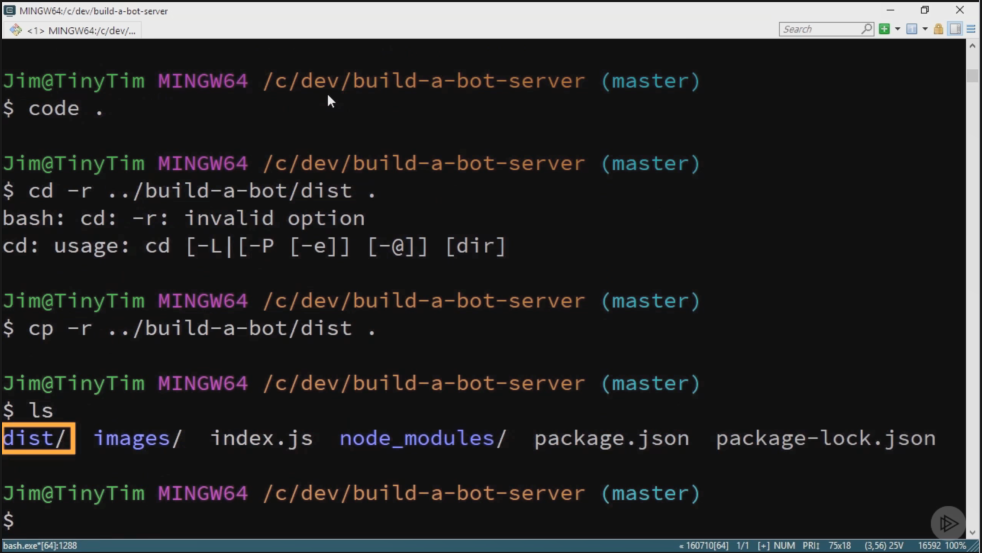 MINGW64:/c/dev/build-a-bot-server
<1> MINGW64:/c/dev/...
Search
Jim@TinyTim MINGW64 /c/dev/build-a-bot-server (master)
$ code .
Jim@TinyTim MINGW64 /c/dev/build-a-bot-server (master)
$ cd -r ../build-a-bot/dist .
bash: cd: -r: invalid option
cd: usage: cd [-L|[-P [-e]] [-@]] [dir]
Jim@TinyTim MINGW64 /c/dev/build-a-bot-server (master)
$ cp -r ../build-a-bot/dist .
Jim@TinyTim MINGW64 /c/dev/build-a-bot-server (master)
$ ls
dist/ images/ index.js node_modules/ package.json package-lock.json
Jim@TinyTim MINGW64 /c/dev/build-a-bot-server (master)
$
bash.exe*[64]:1288 « 160710[64] 1/1 [+] NUM PRI↕ 75x18 (3,56) 25V 16592 100%